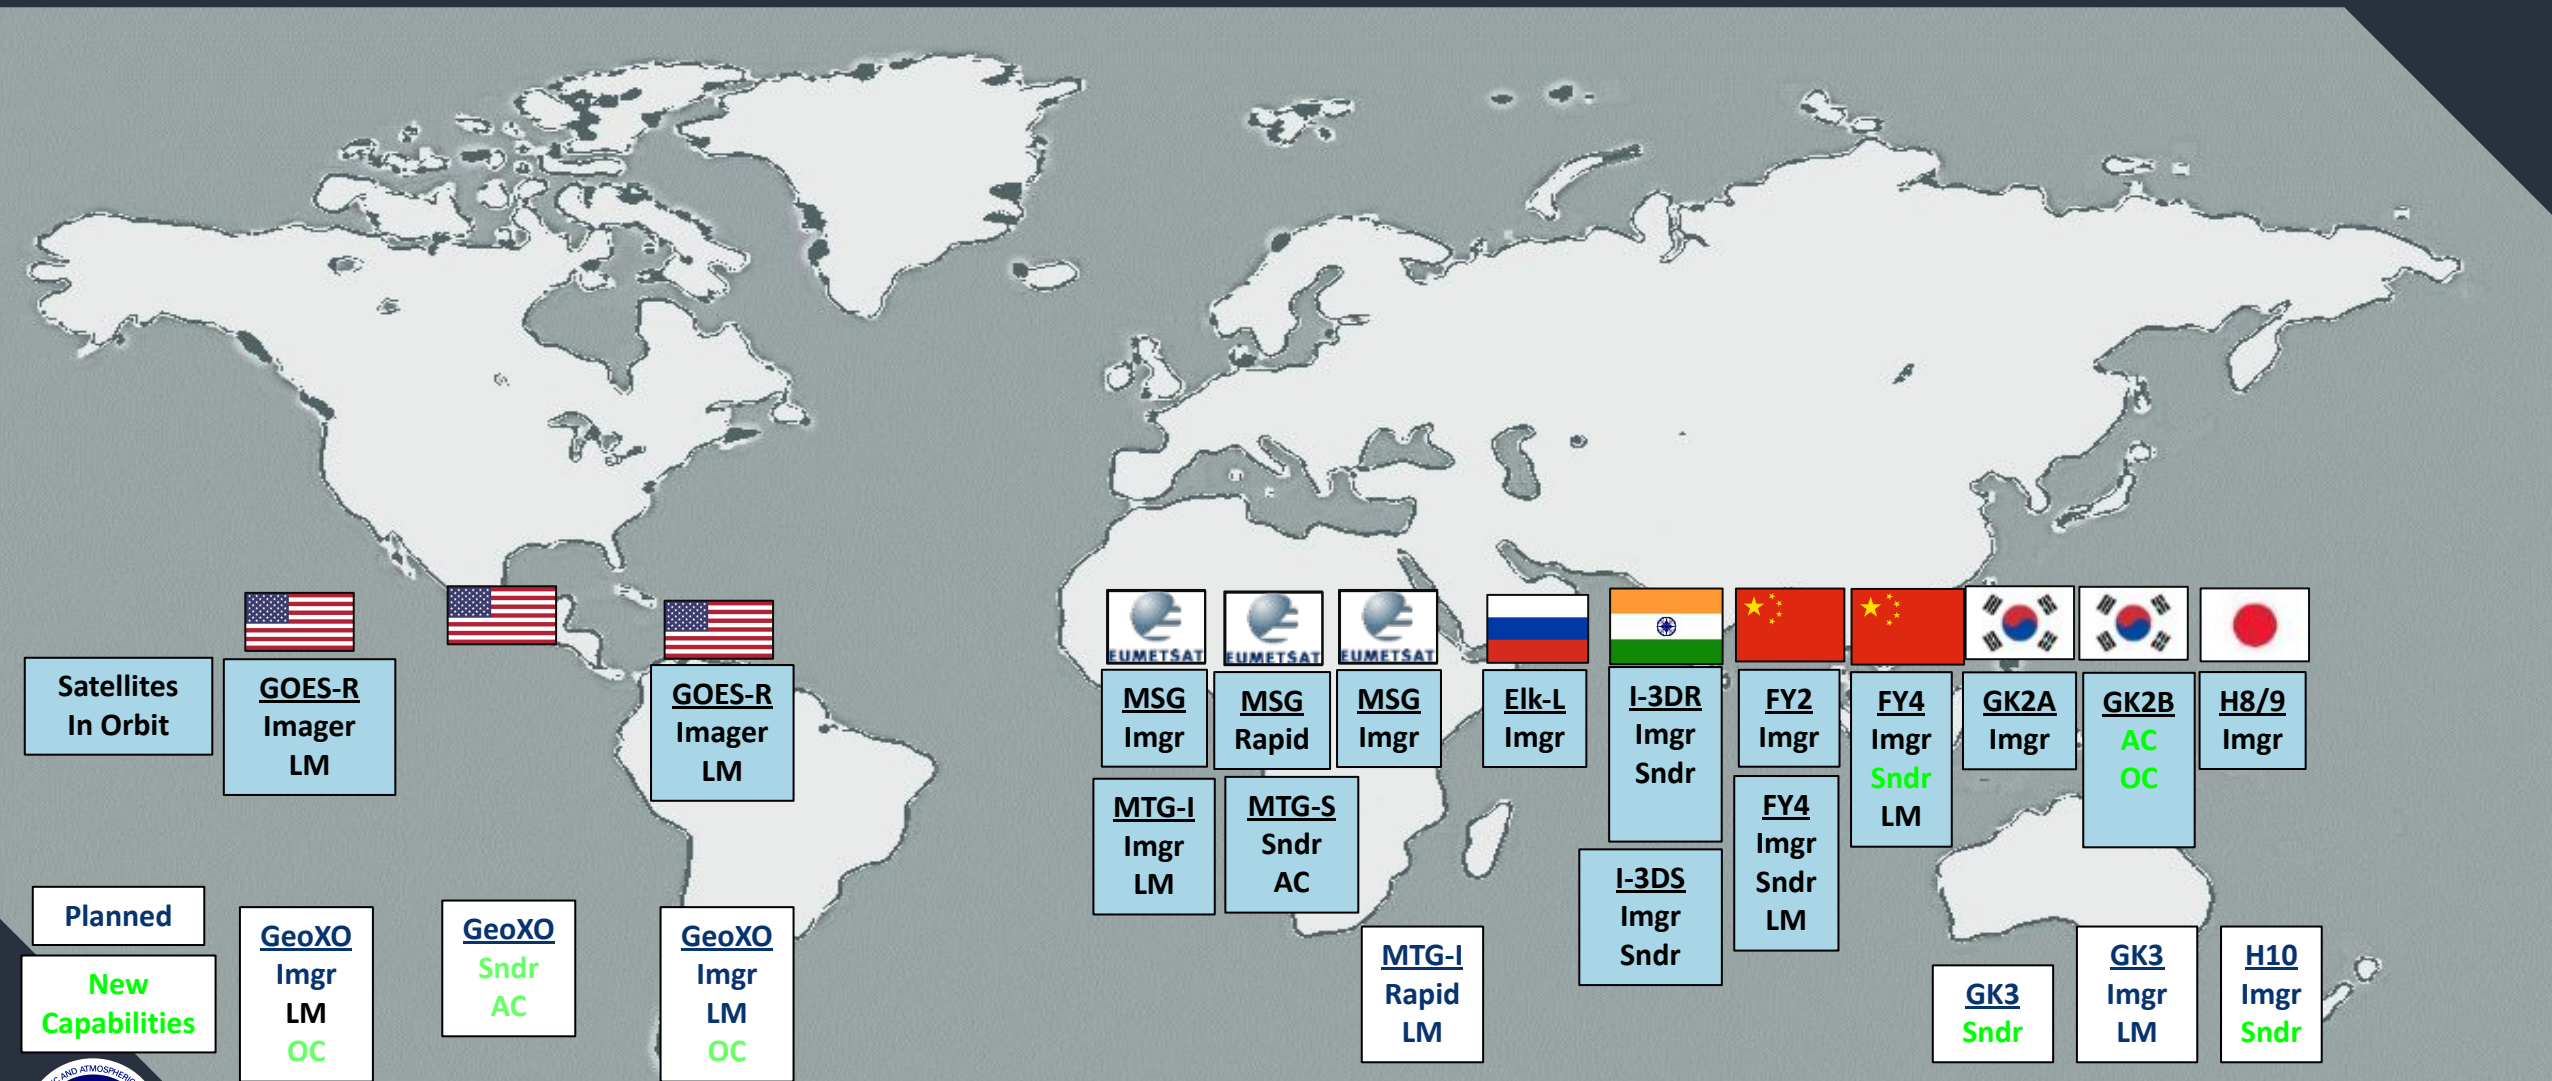 EUMETSAT
EUMETSAT
EUMETSAT
Satellites
In Orbit
GOES-R
Imager
LM
GOES-R
Imager
LM
MSG
Imgr
MSG
Rapid
MSG
Imgr
Elk-L
Imgr
I-3DR
Imgr
Sndr
FY2
Imgr
FY4
Imgr
Sndr
LM
GK2A
Imgr
GK2B
AC
OC
H8/9
Imgr
MTG-I
Imgr
LM
MTG-S
Sndr
AC
I-3DS
Imgr
Sndr
FY4
Imgr
Sndr
LM
Planned
New
Capabilities
GeoXO
Imgr
LM
OC
GeoXO
Sndr
AC
GeoXO
Imgr
LM
OC
MTG-I
Rapid
LM
GK3
Sndr
GK3
Imgr
LM
H10
Imgr
Sndr
AND ATMOSPHERIC